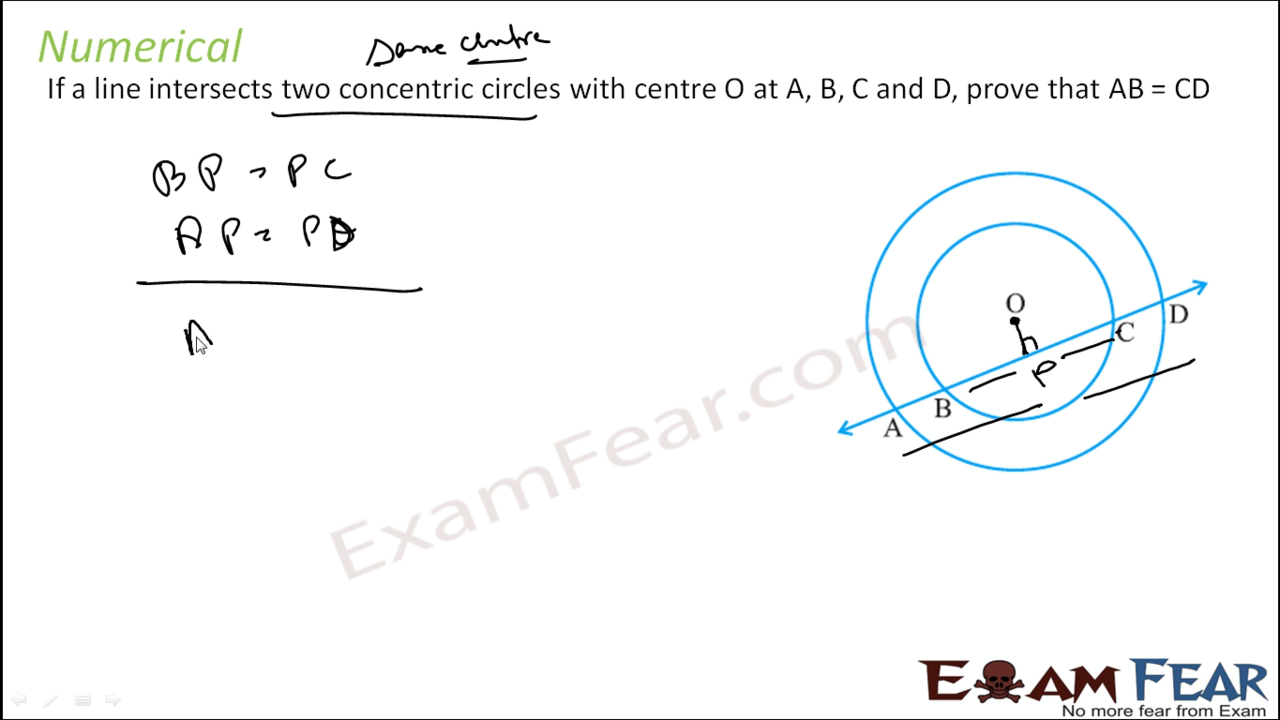 Numerical
Same centre
If a line intersects two concentric circles with centre O at A, B, C and D, prove that AB = CD
BP = PC
AP = PD
A
O
C
D
P
B
A
ExamFear.com
EXAM FEAR
No more fear from Exam